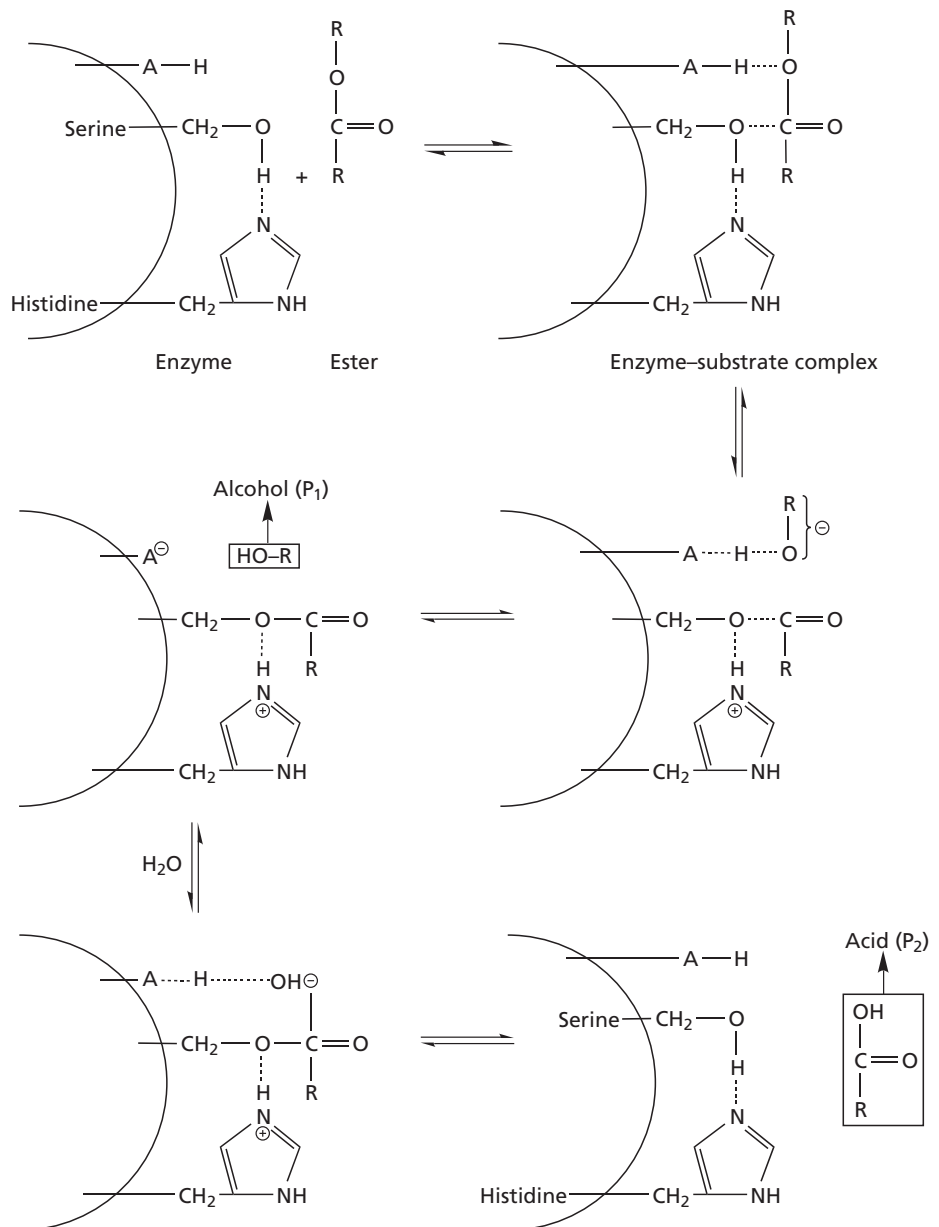 R
A H
O
Serine CH₂ O
C O
H + R
N
Histidine CH₂ NH
Enzyme Ester
R
A H O
CH₂ O C O
H R
N
CH₂ NH
Enzyme–substrate complex
R
⊖
A H O
CH₂ O C O
H R
N
⊕
CH₂ NH
Alcohol (P₁)
A⊖ HO–R
CH₂ O C O
H R
N
⊕
CH₂ NH
H₂O
A H OH⊖
CH₂ O C O
H R
N
⊕
CH₂ NH
A H
Serine CH₂ O
H
N
Histidine CH₂ NH
Acid (P₂)
OH
C O
R